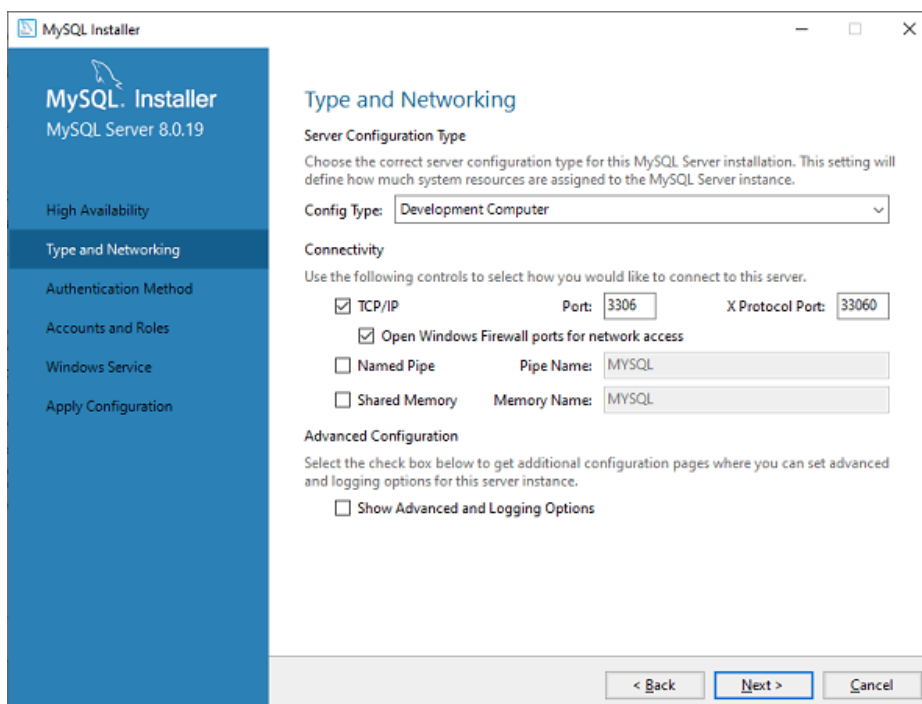 MySQL Installer
MySQL. Installer
MySQL Server 8.0.19
High Availability
Type and Networking
Authentication Method
Accounts and Roles
Windows Service
Apply Configuration
Type and Networking
Server Configuration Type
Choose the correct server configuration type for this MySQL Server installation. This setting will
define how much system resources are assigned to the MySQL Server instance.
Config Type: Development Computer
Connectivity
Use the following controls to select how you would like to connect to this server.
TCP/IP Port: 3306 X Protocol Port: 33060
Open Windows Firewall ports for network access
Named Pipe Pipe Name: MYSQL
Shared Memory Memory Name: MYSQL
Advanced Configuration
Select the check box below to get additional configuration pages where you can set advanced
and logging options for this server instance.
Show Advanced and Logging Options
< Back Next > Cancel